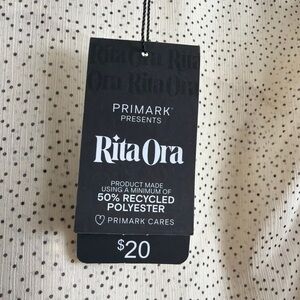 Rita Ora
Ora Rita Ora
PRIMARK®
PRESENTS
Rita Ora
PRODUCT MADE
USING A MINIMUM OF
50% RECYCLED
POLYESTER
PRIMARK CARES
$20